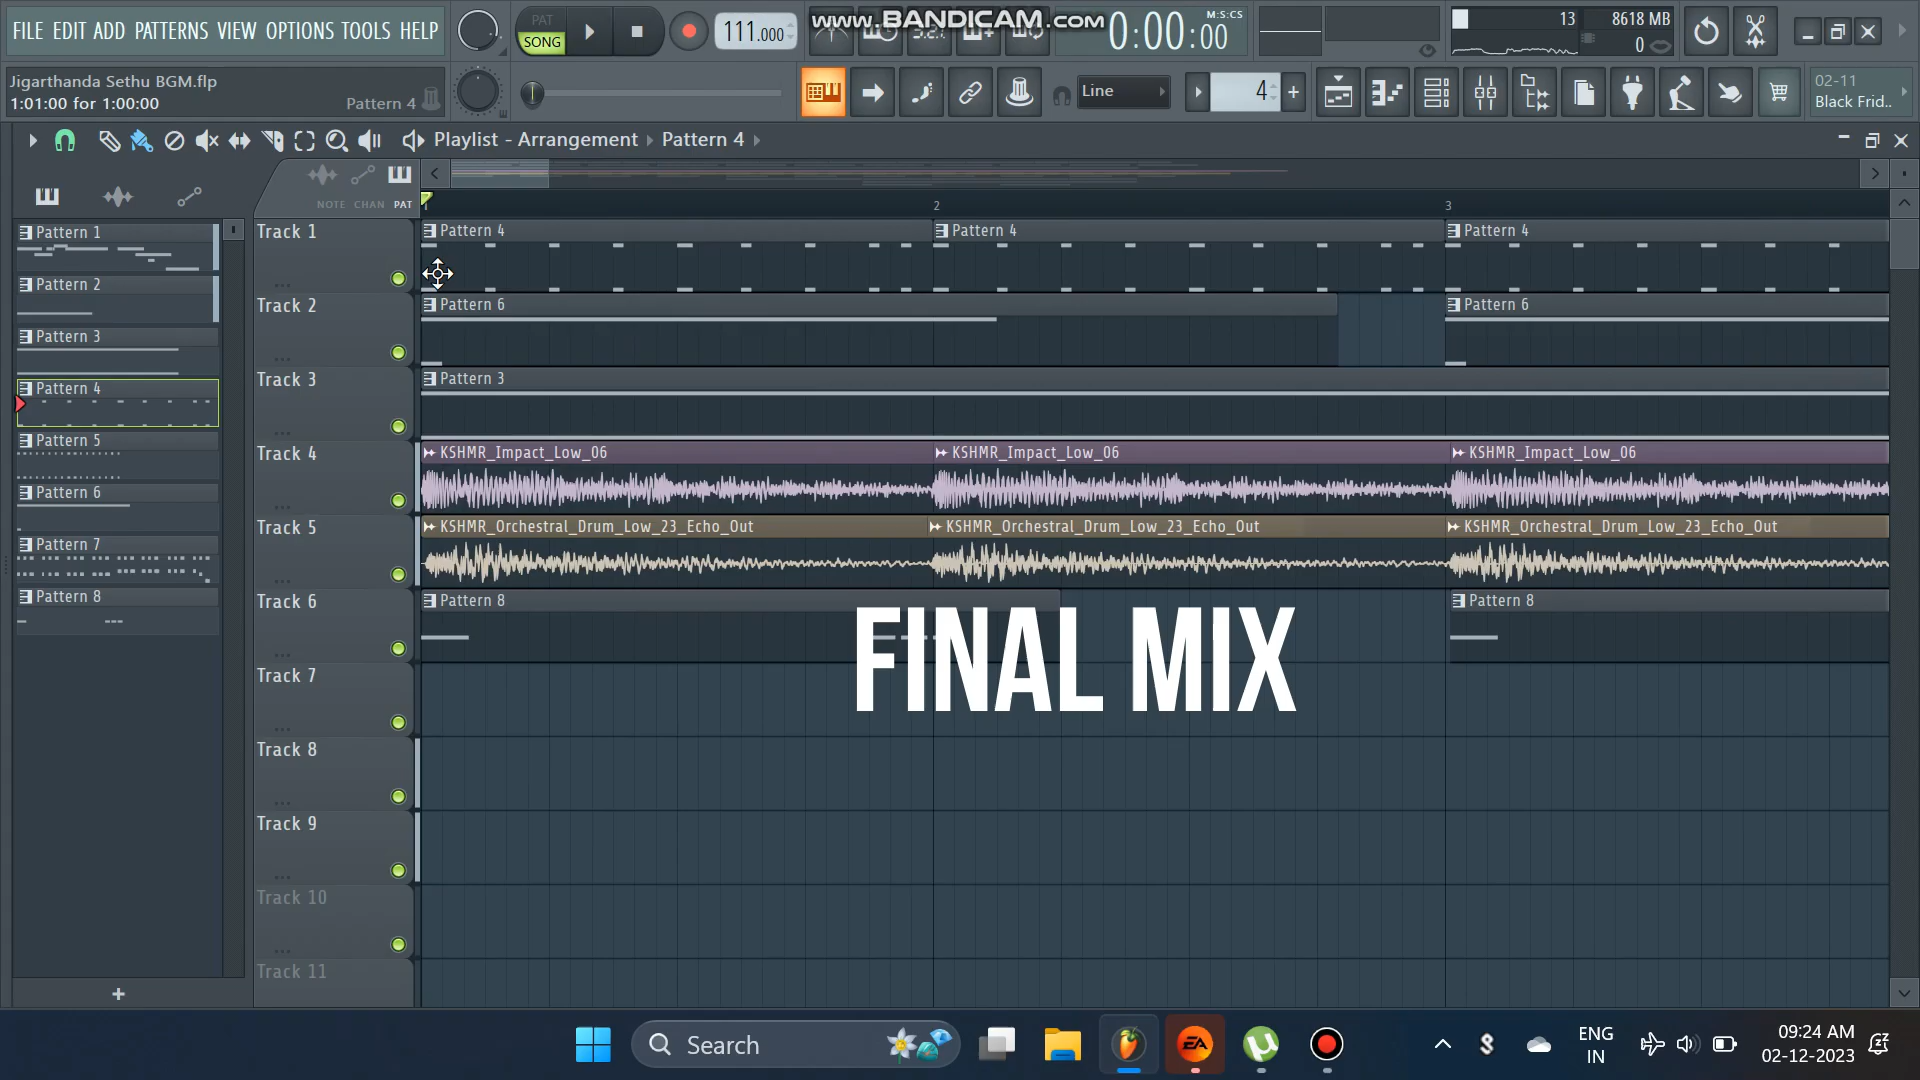 FILE EDIT ADD PATTERNS VIEW OPTIONS TOOLS HELP
PAT
SONG
111.000
www.BANDICAM.com
0:00:00
M:S:CS
13
8618 MB
0
Jigarthanda Sethu BGM.flp
1:01:00 for 1:00:00
Pattern 4
Line
4
02-11
Black Frid..
Playlist - Arrangement
Pattern 4
NOTE CHAN PAT
1
2
3
Pattern 1
Pattern 2
Pattern 3
Pattern 4
Pattern 5
Pattern 6
Pattern 7
Pattern 8
Track 1
Pattern 4
Pattern 4
Pattern 4
Track 2
Pattern 6
Pattern 6
Track 3
Pattern 3
Track 4
KSHMR_Impact_Low_06
KSHMR_Impact_Low_06
KSHMR_Impact_Low_06
Track 5
KSHMR_Orchestral_Drum_Low_23_Echo_Out
KSHMR_Orchestral_Drum_Low_23_Echo_Out
KSHMR_Orchestral_Drum_Low_23_Echo_Out
Track 6
Pattern 8
Pattern 8
FINAL MIX
Track 7
Track 8
Track 9
Track 10
Track 11
Search
EA
ENG
IN
09:24 AM
02-12-2023